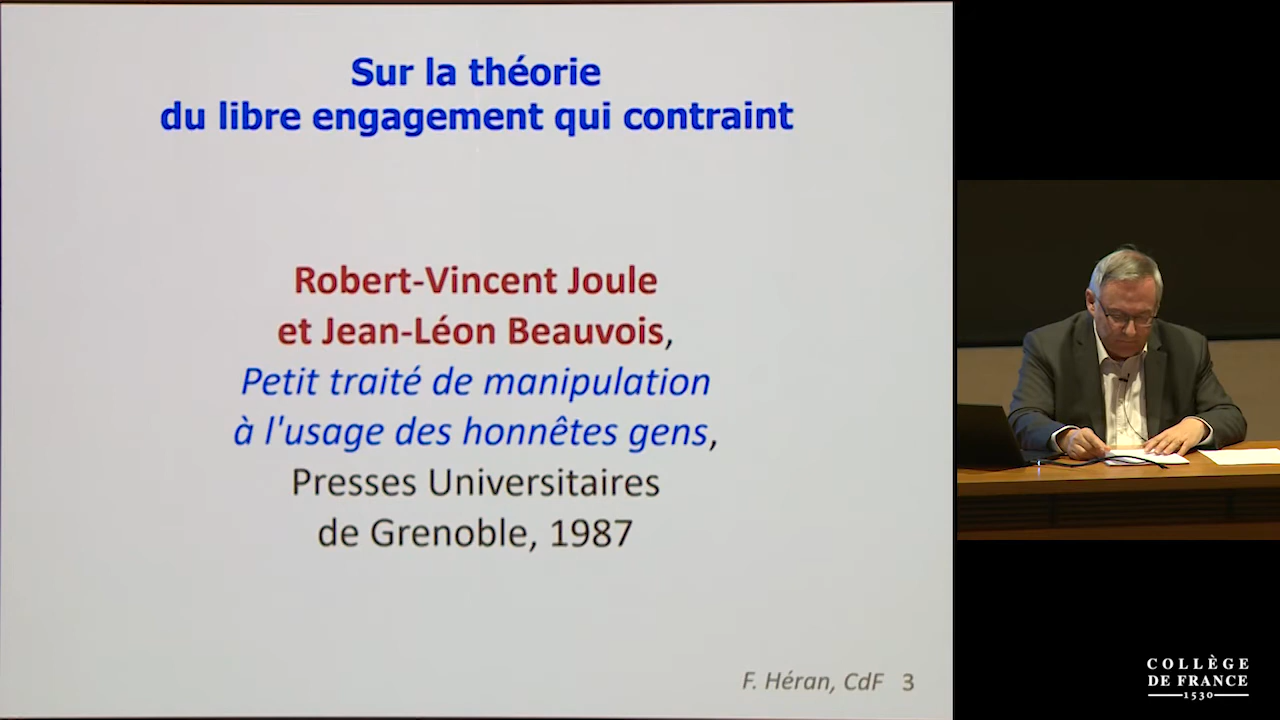 Sur la théorie
du libre engagement qui contraint
Robert-Vincent Joule
et Jean-Léon Beauvois,
Petit traité de manipulation
à l'usage des honnêtes gens,
Presses Universitaires
de Grenoble, 1987
F. Héran, CdF 3
COLLÈGE
DE FRANCE
1530